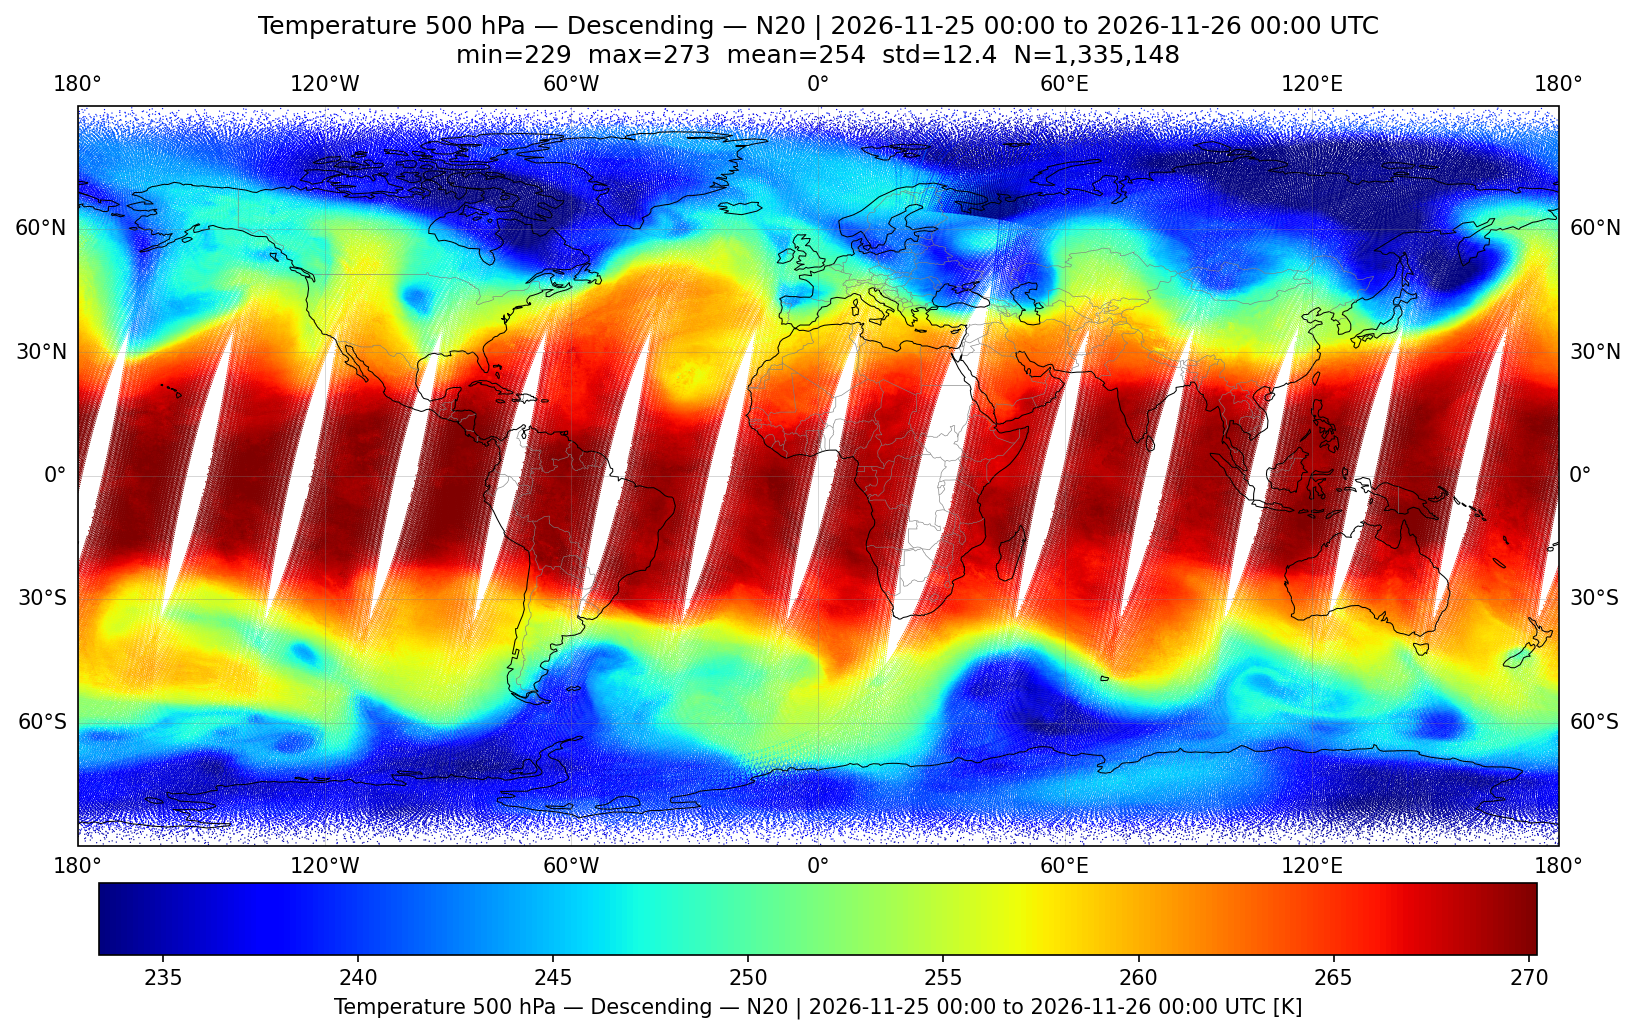 Temperature 500 hPa — Descending — N20 | 2026-11-25 00:00 to 2026-11-26 00:00 UTC
min=229  max=273  mean=254  std=12.4  N=1,335,148
180° 120°W 60°W 0° 60°E 120°E 180°
60°N 60°N
30°N 30°N
0° 0°
30°S 30°S
60°S 60°S
180° 120°W 60°W 0° 60°E 120°E 180°
235 240 245 250 255 260 265 270
Temperature 500 hPa — Descending — N20 | 2026-11-25 00:00 to 2026-11-26 00:00 UTC [K]